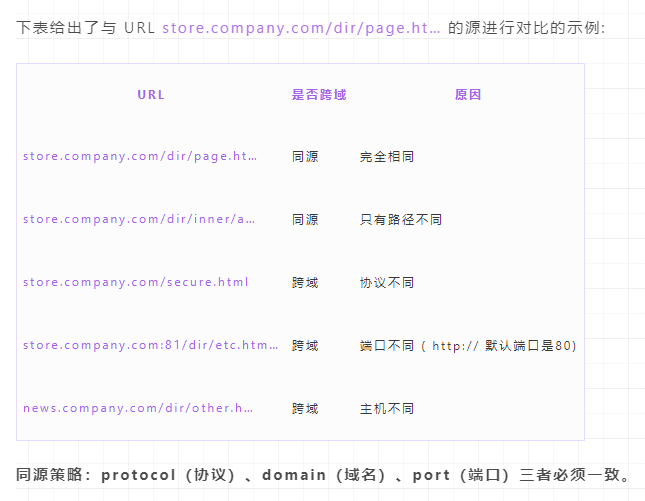 下表给出了与 URL store.company.com/dir/page.ht… 的源进行对比的示例:
URL 是否跨域 原因
store.company.com/dir/page.ht… 同源 完全相同
store.company.com/dir/inner/a… 同源 只有路径不同
store.company.com/secure.html 跨域 协议不同
store.company.com:81/dir/etc.htm… 跨域 端口不同 ( http:// 默认端口是80)
news.company.com/dir/other.h… 跨域 主机不同
同源策略：protocol（协议）、domain（域名）、port（端口）三者必须一致。